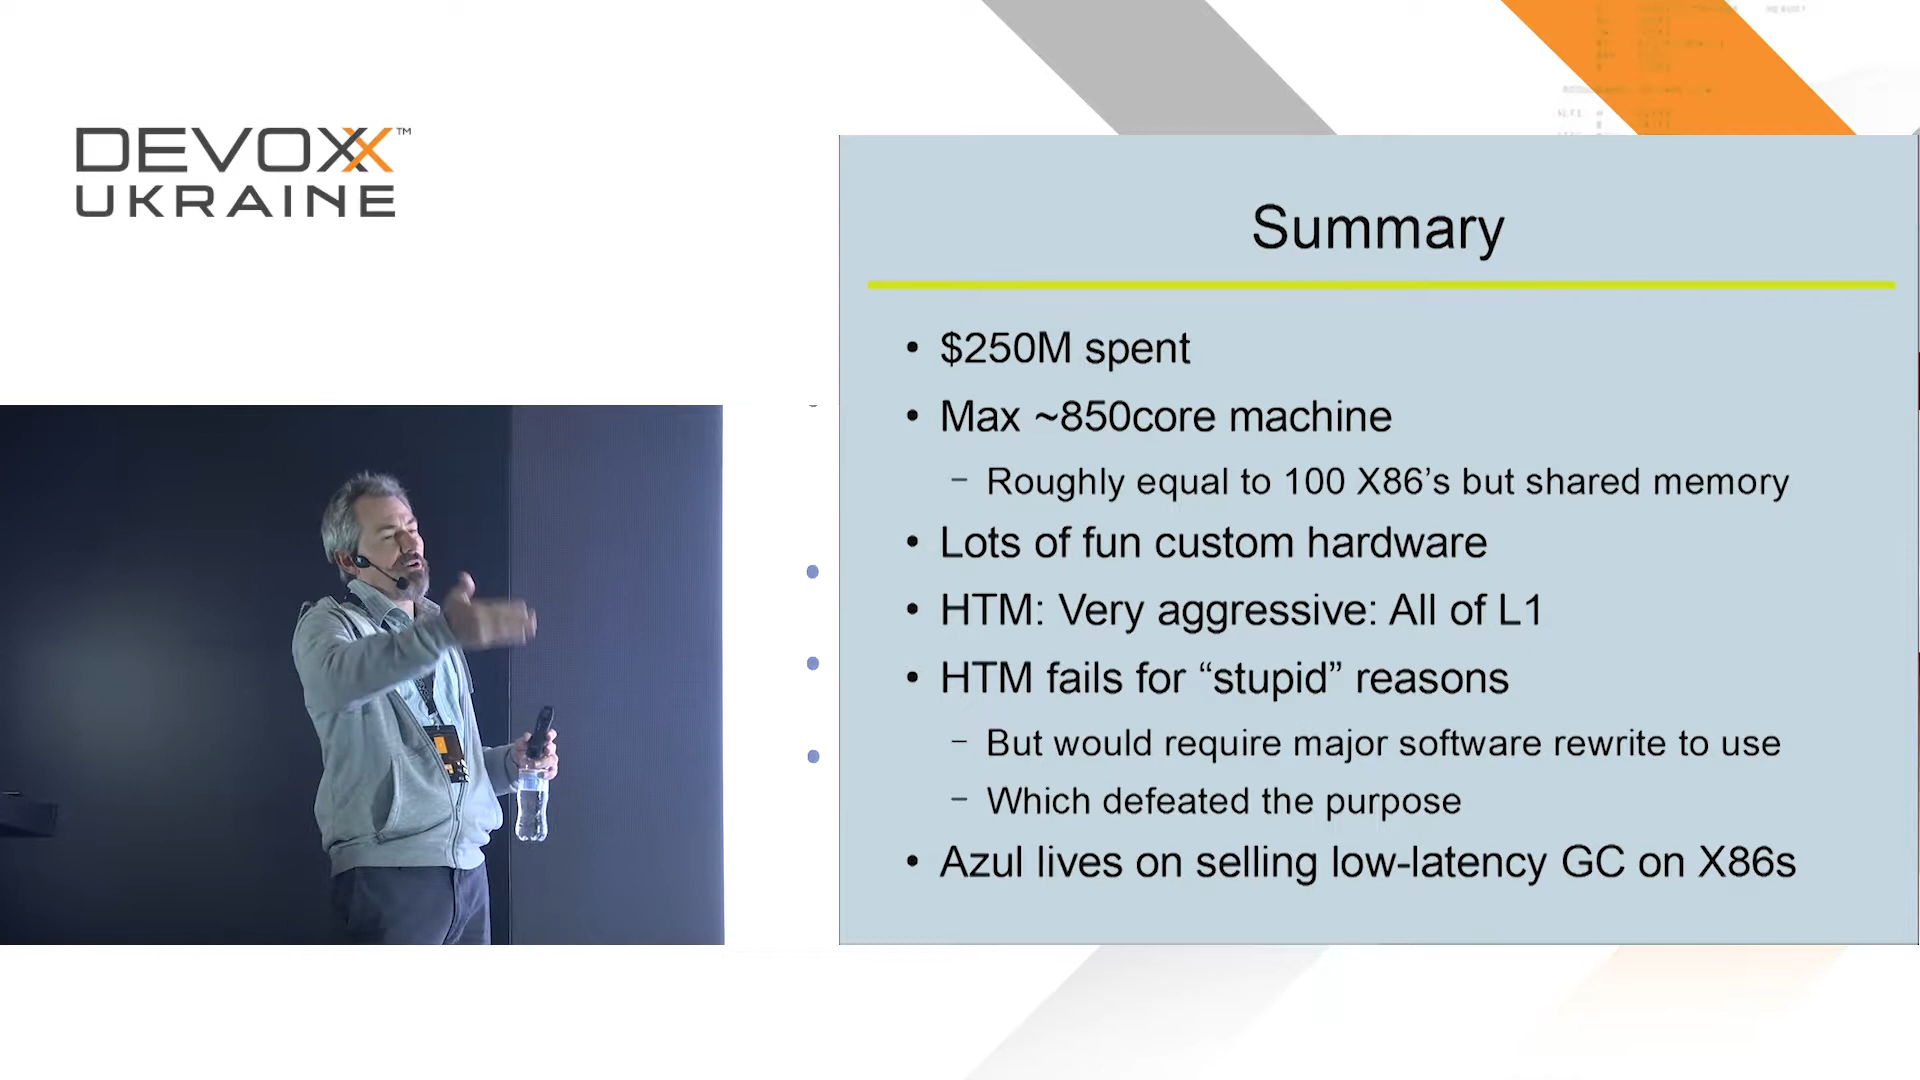 DEVOXX™
UKRAINE
Summary
• $250M spent
• Max ~850core machine
– Roughly equal to 100 X86’s but shared memory
• Lots of fun custom hardware
• HTM: Very aggressive: All of L1
• HTM fails for “stupid” reasons
– But would require major software rewrite to use
– Which defeated the purpose
• Azul lives on selling low-latency GC on X86s